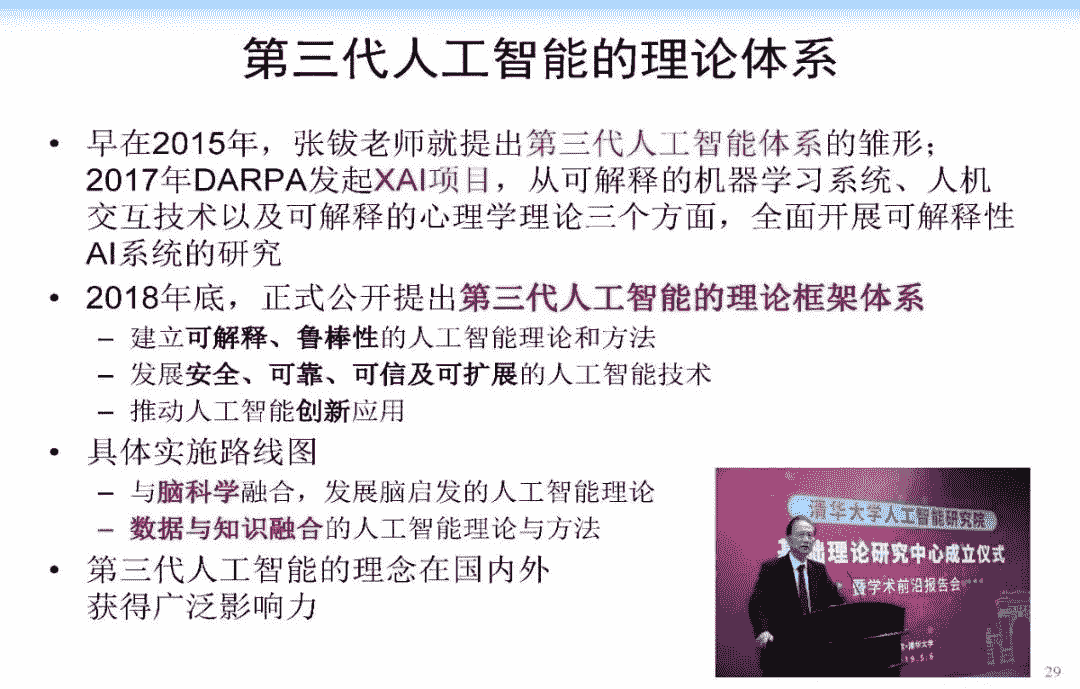 第三代人工智能的理论体系
• 早在2015年，张钹老师就提出第三代人工智能体系的雏形；
2017年DARPA发起XAI项目，从可解释的机器学习系统、人机
交互技术以及可解释的心理学理论三个方面，全面开展可解释性
AI系统的研究
• 2018年底，正式公开提出第三代人工智能的理论框架体系
– 建立可解释、鲁棒性的人工智能理论和方法
– 发展安全、可靠、可信及可扩展的人工智能技术
– 推动人工智能创新应用
• 具体实施路线图
– 与脑科学融合，发展脑启发的人工智能理论
– 数据与知识融合的人工智能理论与方法
• 第三代人工智能的理念在国内外
获得广泛影响力
清华大学人工智能研究院
础理论研究中心成立仪式
暨学术前沿报告会
清华大学
19.5.6
29